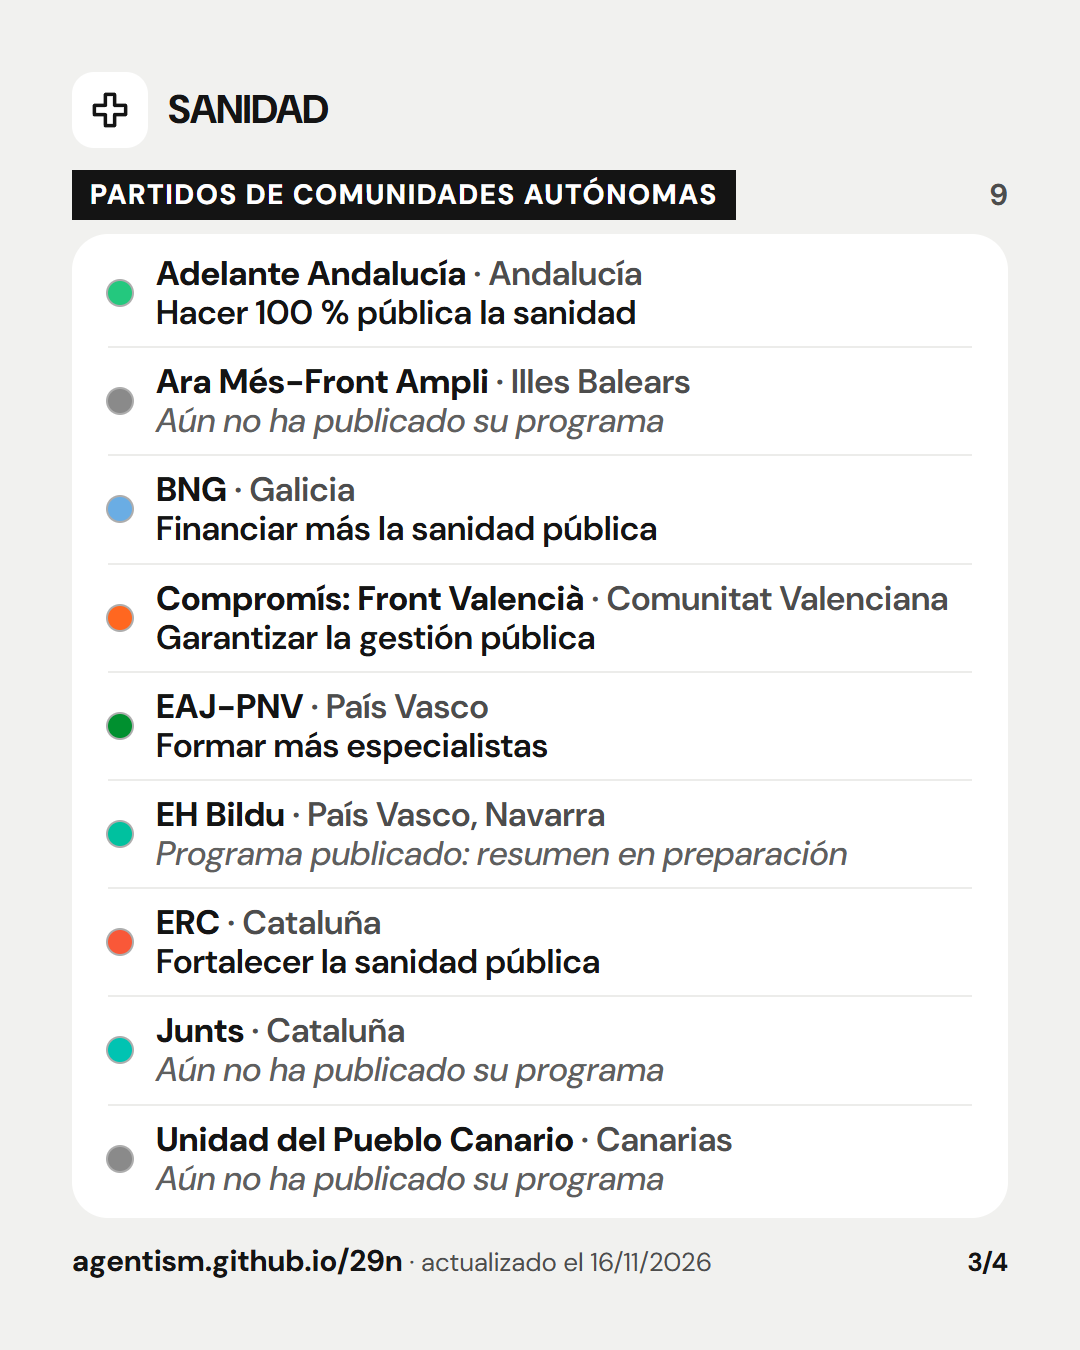 SANIDAD
PARTIDOS DE COMUNIDADES AUTÓNOMAS
9
Adelante Andalucía · Andalucía
Hacer 100 % pública la sanidad
Ara Més-Front Ampli · Illes Balears
Aún no ha publicado su programa
BNG · Galicia
Financiar más la sanidad pública
Compromís: Front Valencià · Comunitat Valenciana
Garantizar la gestión pública
EAJ-PNV · País Vasco
Formar más especialistas
EH Bildu · País Vasco, Navarra
Programa publicado: resumen en preparación
ERC · Cataluña
Fortalecer la sanidad pública
Junts · Cataluña
Aún no ha publicado su programa
Unidad del Pueblo Canario · Canarias
Aún no ha publicado su programa
agentism.github.io/29n · actualizado el 16/11/2026
3/4